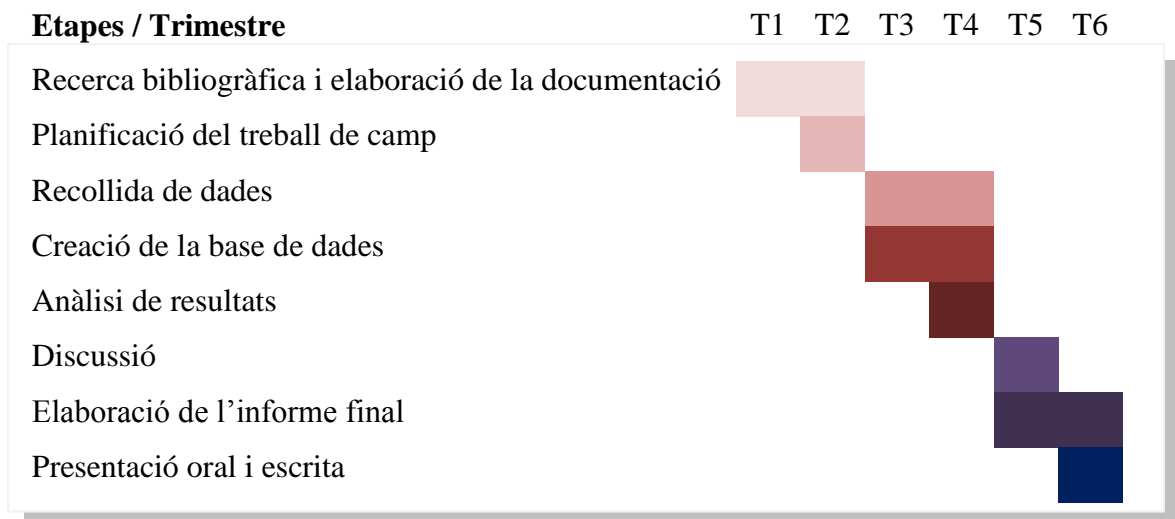 Etapes / Trimestre T1 T2 T3 T4 T5 T6
Recerca bibliogràfica i elaboració de la documentació
Planificació del treball de camp
Recollida de dades
Creació de la base de dades
Anàlisi de resultats
Discussió
Elaboració de l’informe final
Presentació oral i escrita